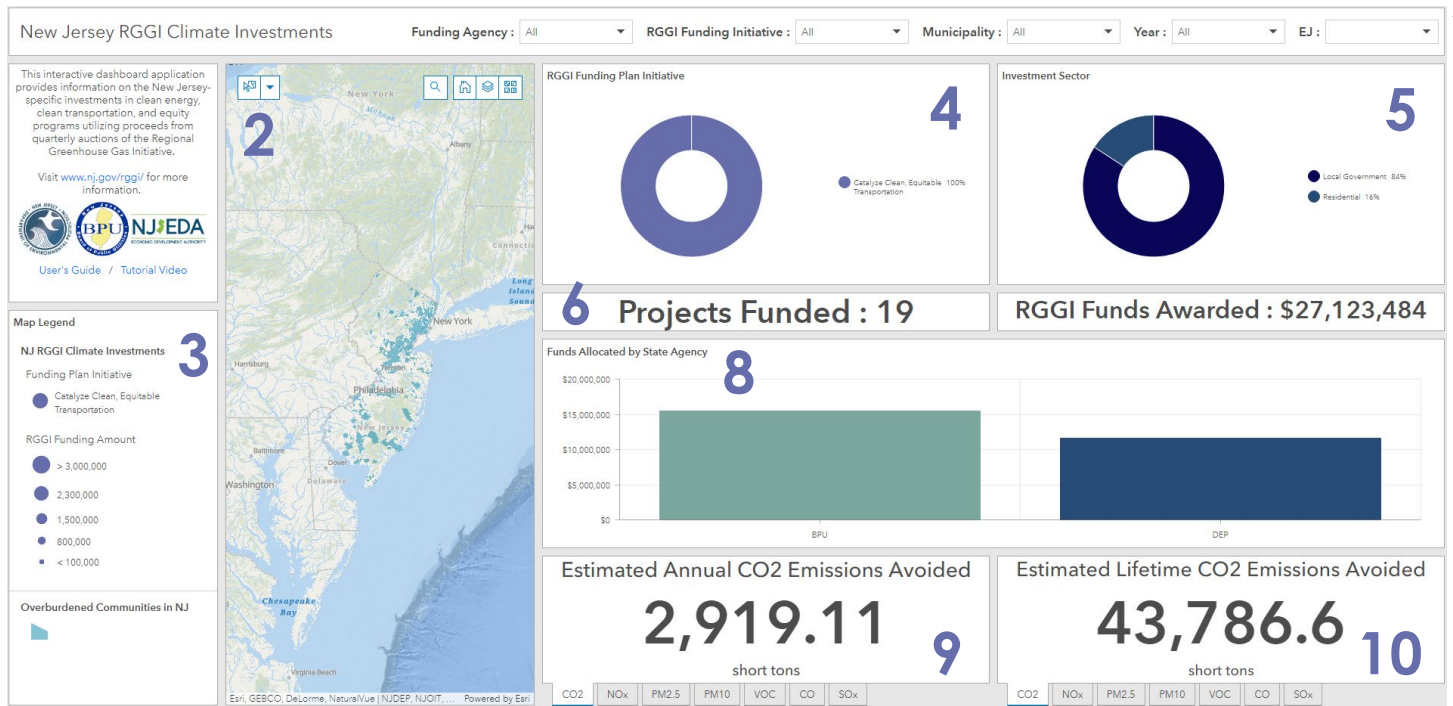 New Jersey RGGI Climate Investments
Funding Agency : All
RGGI Funding Initiative : All
Municipality : All
Year : All
EJ :
This interactive dashboard application
provides information on the New Jersey-
specific investments in clean energy,
clean transportation, and equity
programs utilizing proceeds from
quarterly auctions of the Regional
Greenhouse Gas Initiative.
Visit www.nj.gov/rggi/ for more
information.
BPU
NJEDA
ECONOMIC DEVELOPMENT AUTHORITY
User's Guide / Tutorial Video
Map Legend
3
NJ RGGI Climate Investments
Funding Plan Initiative
Catalyze Clean, Equitable
Transportation
RGGI Funding Amount
> 3,000,000
2,300,000
1,500,000
800,000
< 100,000
Overburdened Communities in NJ
2
New York
Mohawk
Albany
Ha
Connectic
Long
Island
Sound
New York
Harrisburg
Trenton
Philadelphia
New Jersey
Baltimore
Dover
Washington
Delaware
Chesapeake
Bay
Virginia Beach
Esri, GEBCO, DeLorme, NaturalVue | NJDEP, NJOIT, ...
Powered by Esri
RGGI Funding Plan Initiative
4
Catalyze Clean, Equitable 100%
Transportation
Investment Sector
5
Local Government 84%
Residential 16%
6
Projects Funded : 19
RGGI Funds Awarded : $27,123,484
Funds Allocated by State Agency
8
$20,000,000
$15,000,000
$10,000,000
$5,000,000
$0
BPU
DEP
Estimated Annual CO2 Emissions Avoided
2,919.11
short tons
9
CO2 NOx PM2.5 PM10 VOC CO SOx
Estimated Lifetime CO2 Emissions Avoided
43,786.6
short tons
10
CO2 NOx PM2.5 PM10 VOC CO SOx